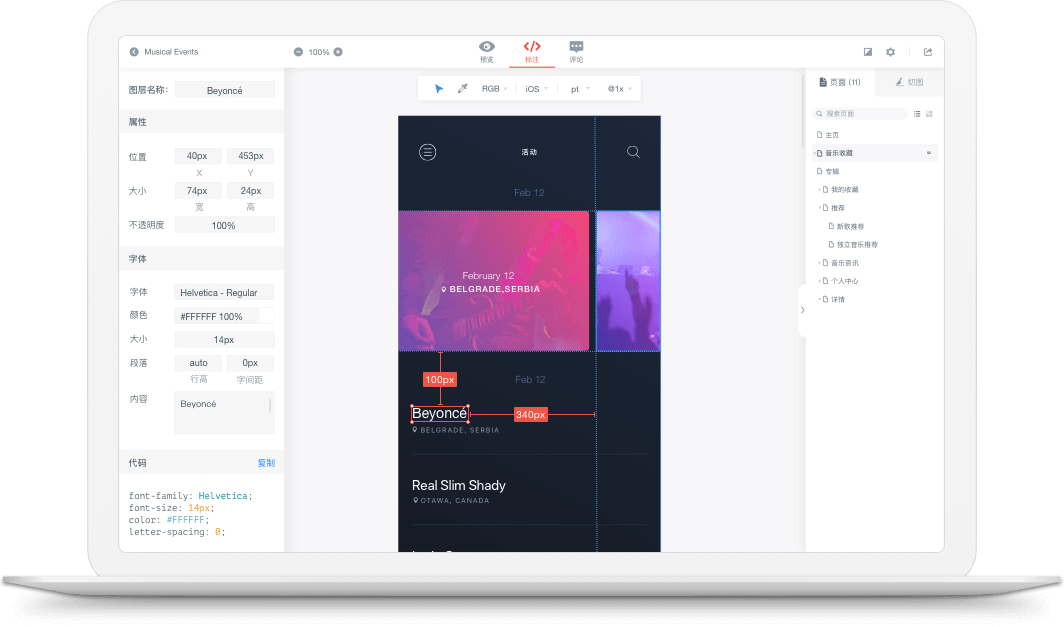 Musical Events
100%
预览
标注
评论
图层名称:
Beyoncé
属性
位置
40px
453px
X
Y
大小
74px
24px
宽
高
不透明度
100%
字体
字体
Helvetica - Regular
颜色
#FFFFFF 100%
大小
14px
段落
auto
0px
行高
字间距
内容
Beyoncé
代码
复制
font-family: Helvetica;
font-size: 14px;
color: #FFFFFF;
letter-spacing: 0;
RGB
iOS
pt
@1x
活动
Feb 12
February 12
BELGRADE,SERBIA
100px
Feb 12
Beyoncé
340px
BELGRADE, SERBIA
Real Slim Shady
OTAWA, CANADA
页面 (11)
切图
搜索页面
主页
音乐收藏
专辑
我的收藏
推荐
新歌推荐
独立音乐推荐
音乐资讯
个人中心
详情